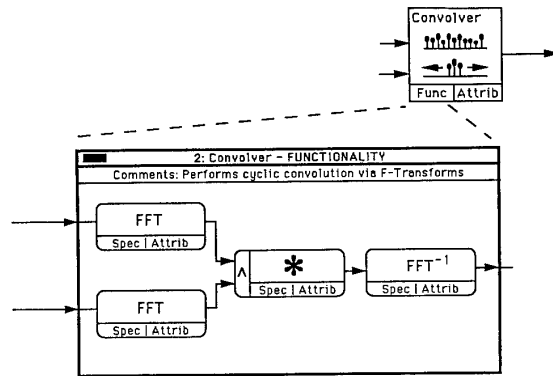 Convolver
Func | Attrib
2: Convolver - FUNCTIONALITY
Comments: Performs cyclic convolution via F-Transforms
FFT
Spec | Attrib
FFT
Spec | Attrib
^
*
Spec | Attrib
FFT⁻¹
Spec | Attrib